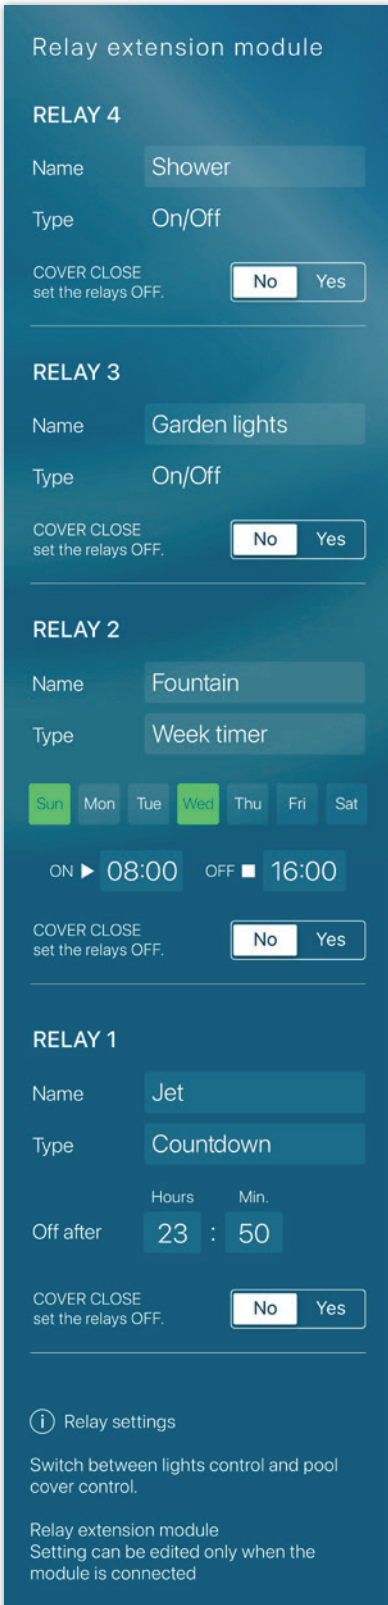 Relay extension module
RELAY 4
Name Shower
Type On/Off
COVER CLOSE
set the relays OFF. No Yes
RELAY 3
Name Garden lights
Type On/Off
COVER CLOSE
set the relays OFF. No Yes
RELAY 2
Name Fountain
Type Week timer
Sun Mon Tue Wed Thu Fri Sat
ON 08:00 OFF 16:00
COVER CLOSE
set the relays OFF. No Yes
RELAY 1
Name Jet
Type Countdown
Hours Min.
Off after 23 : 50
COVER CLOSE
set the relays OFF. No Yes
i Relay settings
Switch between lights control and pool
cover control.
Relay extension module
Setting can be edited only when the
module is connected